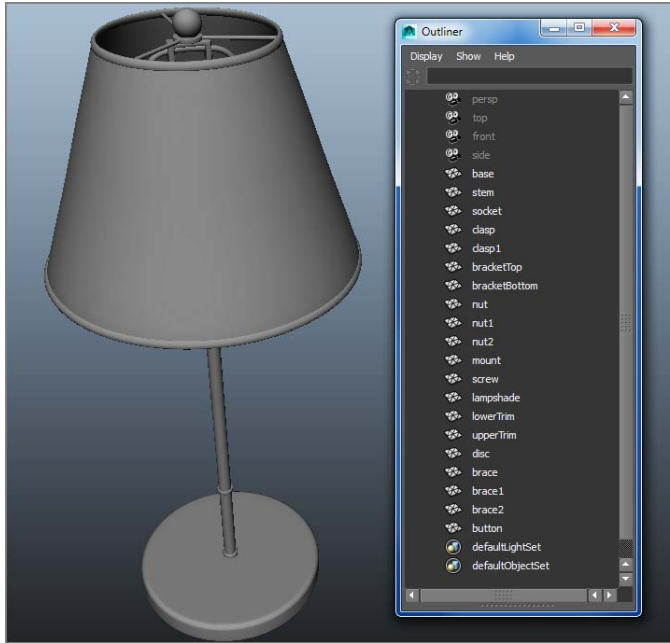 Outliner
Display Show Help
persp
top
front
side
base
stem
socket
clasp
clasp1
bracketTop
bracketBottom
nut
nut1
nut2
mount
screw
lampshade
lowerTrim
upperTrim
disc
brace
brace1
brace2
button
defaultLightSet
defaultObjectSet